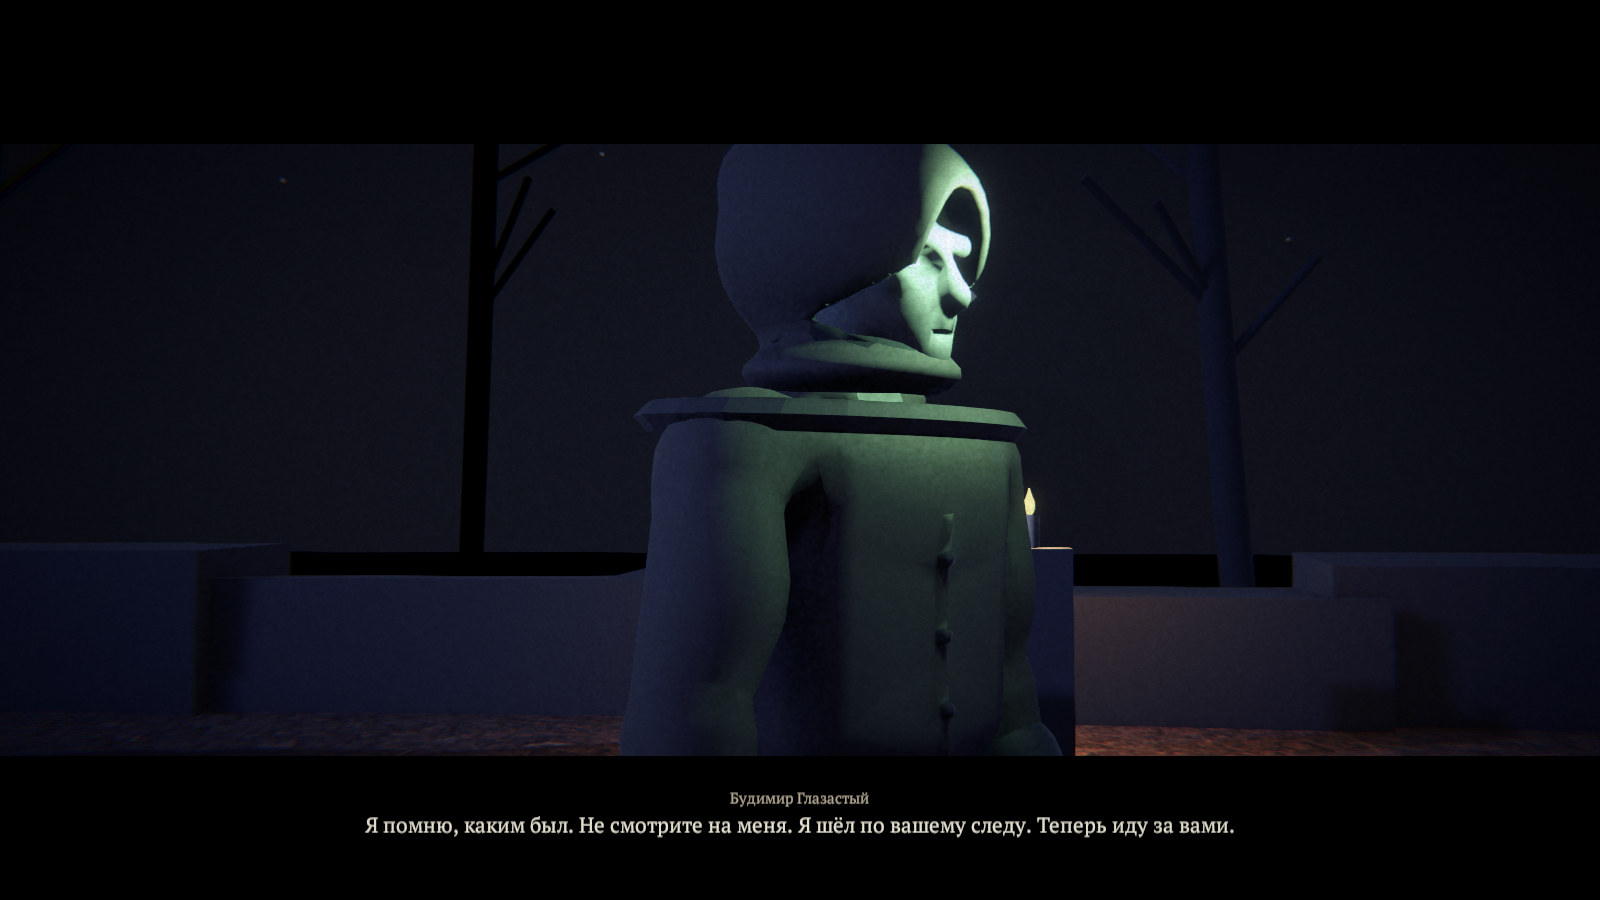 Будимир Глазастый
Я помню, каким был. Не смотрите на меня. Я шёл по вашему следу. Теперь иду за вами.